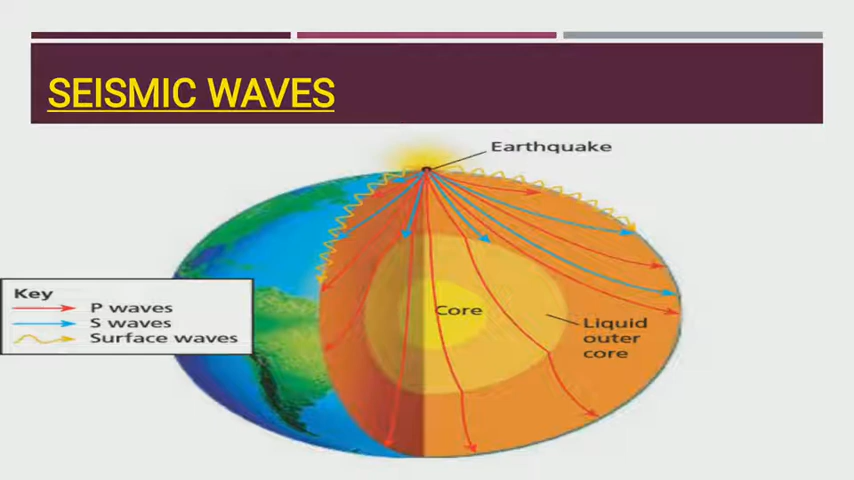 SEISMIC WAVES
Earthquake
Key
P waves
S waves
Surface waves
Core
Liquid
outer
core